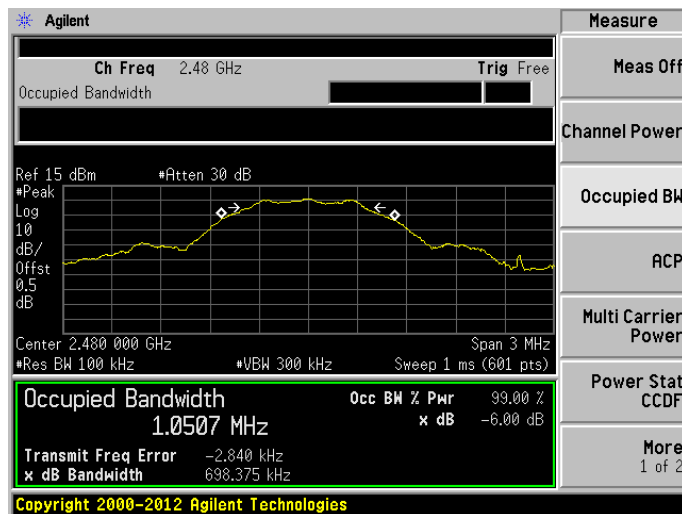 Agilent
Measure
Ch Freq 2.48 GHz Trig Free
Occupied Bandwidth
Meas Off
Channel Power
Occupied BW
ACP
Multi Carrier
Power
Power Stat
CCDF
More
1 of 2
Ref 15 dBm #Atten 30 dB
#Peak
Log
10
dB/
Offst
0.5
dB
Center 2.480 000 GHz Span 3 MHz
#Res BW 100 kHz #VBW 300 kHz Sweep 1 ms (601 pts)
Occupied Bandwidth Occ BW % Pwr 99.00 %
1.0507 MHz x dB -6.00 dB
Transmit Freq Error -2.840 kHz
x dB Bandwidth 698.375 kHz
Copyright 2000-2012 Agilent Technologies